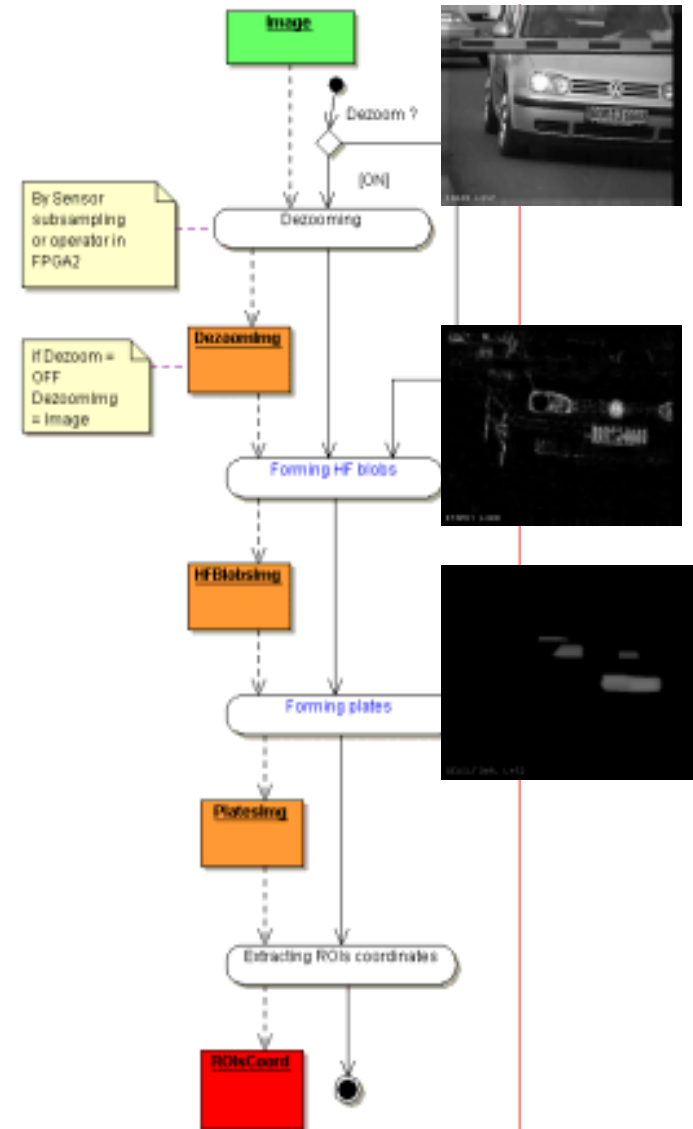 Image
Dezoom ?
[ON]
By Sensor
subsampling
or operator in
FPGA2
Dezooming
DezoomImg
if Dezoom =
OFF
DezoomImg
= Image
Forming HF blobs
HFBlobsImg
Forming plates
PlatesImg
Extracting ROIs coordinates
ROIsCoord